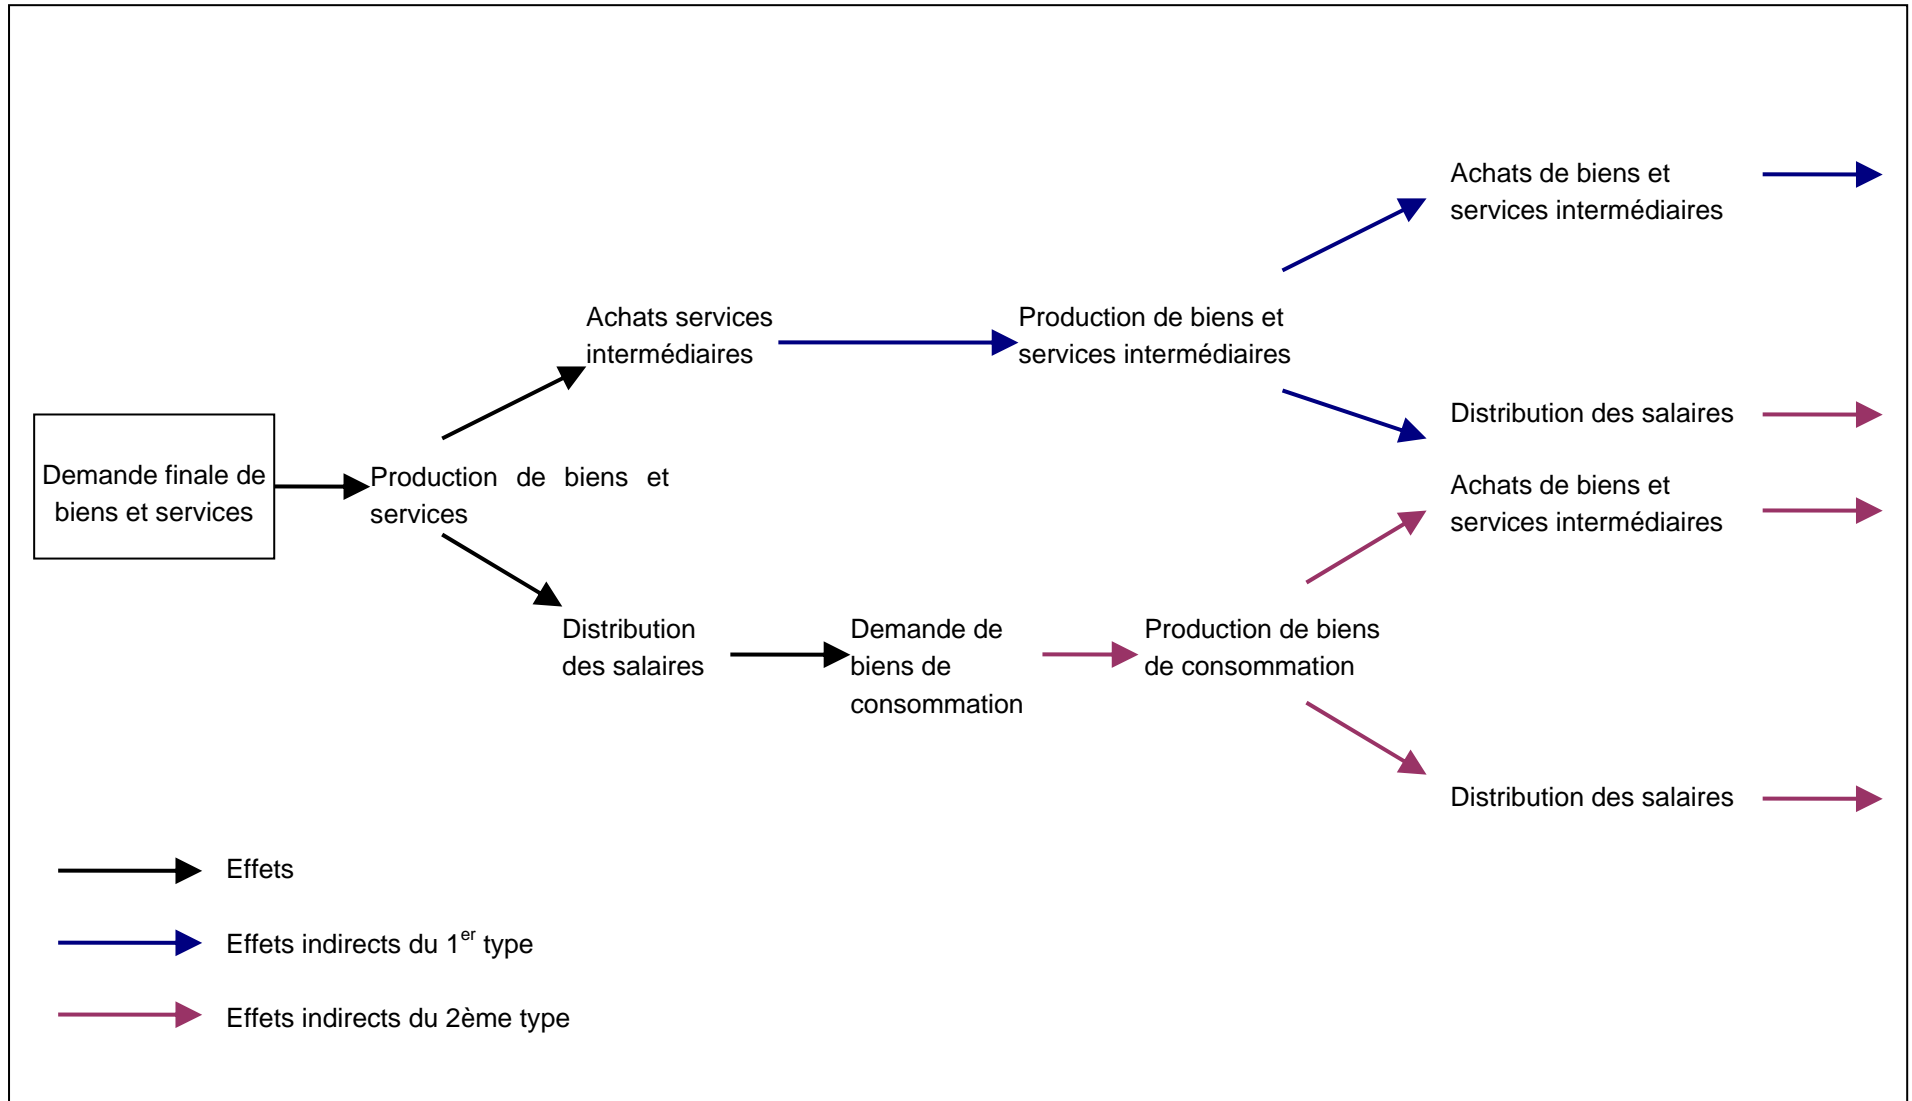 Achats de biens et
services intermédiaires
Achats services
intermédiaires
Production de biens et
services intermédiaires
Distribution des salaires
Demande finale de
biens et services
Production de biens et
services
Achats de biens et
services intermédiaires
Distribution
des salaires
Demande de
biens de
consommation
Production de biens
de consommation
Distribution des salaires
Effets
Effets indirects du 1er type
Effets indirects du 2ème type